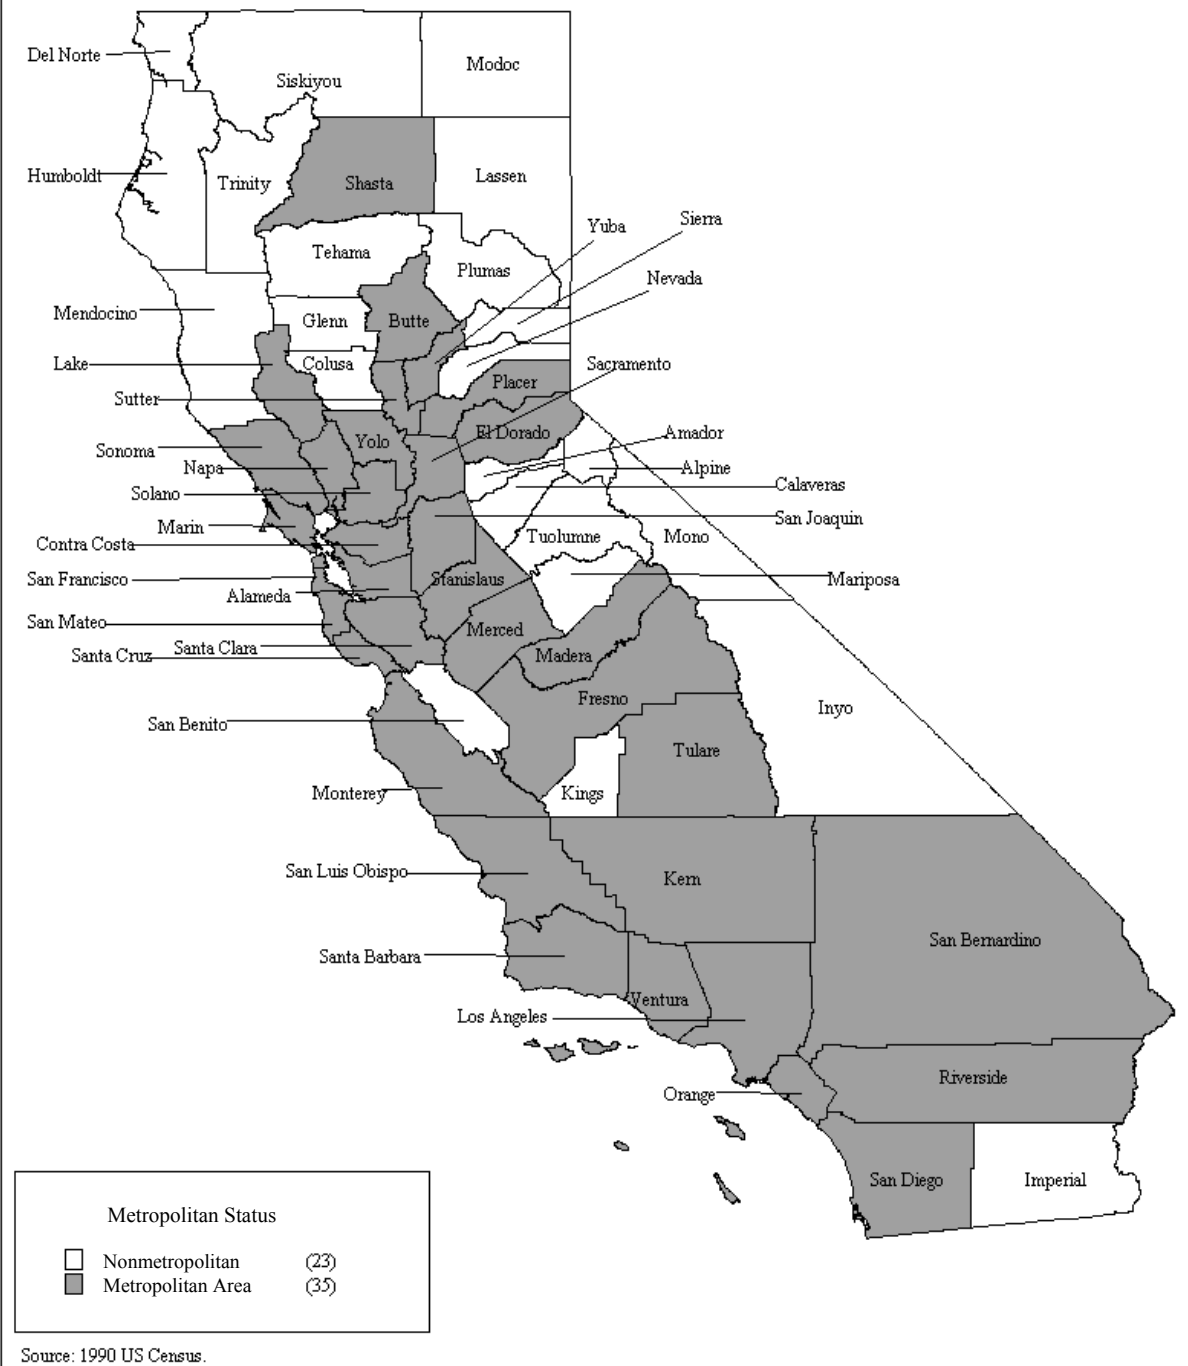 Del Norte
Siskiyou
Modoc
Humboldt
Trinity
Shasta
Lassen
Yuba
Sierra
Tehama
Plumas
Nevada
Mendocino
Glenn
Butte
Lake
Colusa
Sacramento
Placer
Sutter
Sonoma
Yolo
El Dorado
Amador
Napa
Alpine
Solano
Calaveras
Marin
San Joaquin
Contra Costa
Tuolumne
Mono
San Francisco
Stanislaus
Mariposa
Alameda
San Mateo
Merced
Santa Cruz
Santa Clara
Madera
Fresno
San Benito
Inyo
Tulare
Monterey
Kings
San Luis Obispo
Kern
San Bernardino
Santa Barbara
Ventura
Los Angeles
Riverside
Orange
San Diego
Imperial
Metropolitan Status
Nonmetropolitan (23)
Metropolitan Area (35)
Source: 1990 US Census.